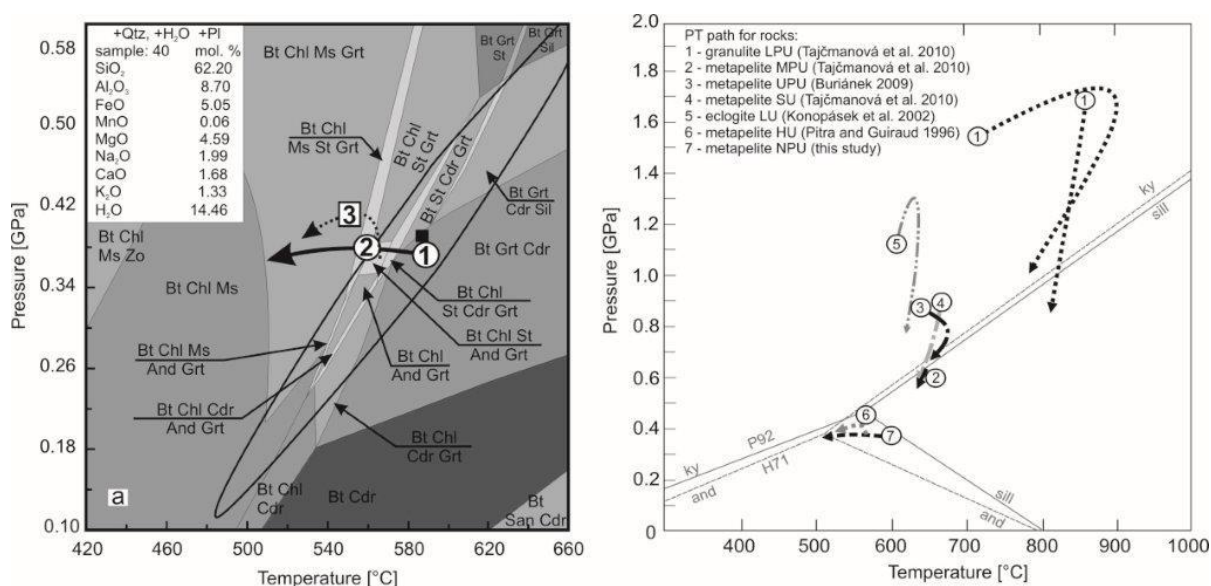 +Qtz, +H₂O +Pl
sample: 40 mol. %
SiO₂ 62.20
Al₂O₃ 8.70
FeO 5.05
MnO 0.06
MgO 4.59
Na₂O 1.99
CaO 1.68
K₂O 1.33
H₂O 14.46
Pressure [GPa]
0.58
0.50
0.42
0.34
0.26
0.18
0.10
420 460 500 540 580 620 660
Temperature [°C]
Bt Chl Ms Grt
Bt Grt
St
Bt Grt
Sil
Bt Chl
Ms St Grt
Bt Chl
St Grt
Bt St Cdr Grt
Bt Grt
Cdr Sil
Bt Chl
Ms Zo
3
2
1
Bt Grt Cdr
Bt Chl Ms
Bt Chl
St Cdr Grt
Bt Chl St
And Grt
Bt Chl Ms
And Grt
Bt Chl
And Grt
Bt Chl Cdr
And Grt
Bt Chl
Cdr Grt
a
Bt Chl
Cdr
Bt Cdr
Bt
San Cdr
Pressure [GPa]
2.0
1.8
1.6
1.4
1.2
1.0
0.8
0.6
0.4
0.2
0
300 400 500 600 700 800 900 1000
Temperature [°C]
PT path for rocks:
1 - granulite LPU (Tajčmanová et al. 2010)
2 - metapelite MPU (Tajčmanová et al. 2010)
3 - metapelite UPU (Buriánek 2009)
4 - metapelite SU (Tajčmanová et al. 2010)
5 - eclogite LU (Konopásek et al. 2002)
6 - metapelite HU (Pitra and Guiraud 1996)
7 - metapelite NPU (this study)
1
1
ky
sill
5
3
4
2
6
7
P92
H71
ky
and
sill
and